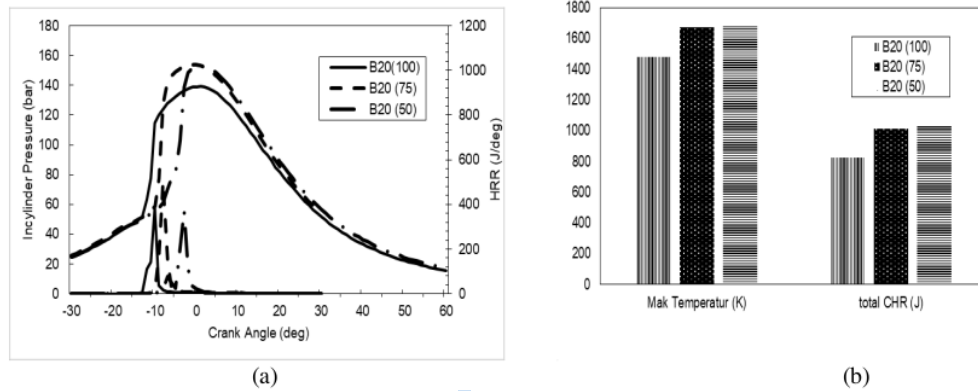 180
160
140
120
100
80
60
40
20
0
Incylinder Pressure (bar)
1200
1000
800
600
400
200
0
HRR (J/deg)
B20(100)
B20 (75)
B20 (50)
-30 -20 -10 0 10 20 30 40 50 60
Crank Angle (deg)
(a)
1800
1600
1400
1200
1000
800
600
400
200
0
B20 (100)
B20 (75)
B20 (50)
Mak Temperatur (K) total CHR (J)
(b)